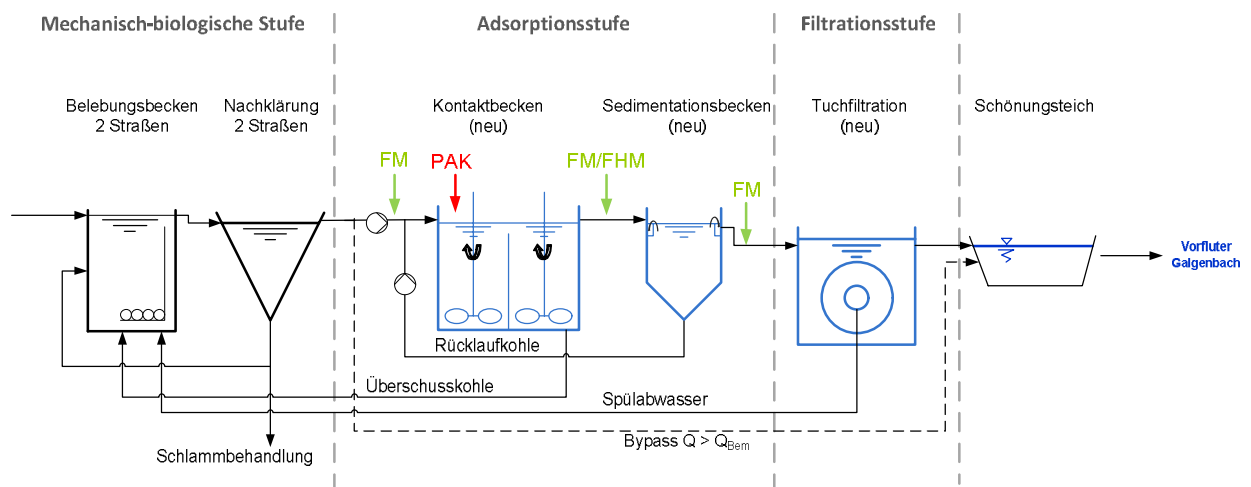 Mechanisch-biologische Stufe
Adsorptionsstufe
Filtrationsstufe
Belebungsbecken
2 Straßen
Nachklärung
2 Straßen
Kontaktbecken
(neu)
Sedimentationsbecken
(neu)
Tuchfiltration
(neu)
Schönungsteich
FM
PAK
FM/FHM
FM
Vorfluter
Galgenbach
Rücklaufkohle
Überschusskohle
Spülabwasser
Bypass Q > QBem
Schlammbehandlung